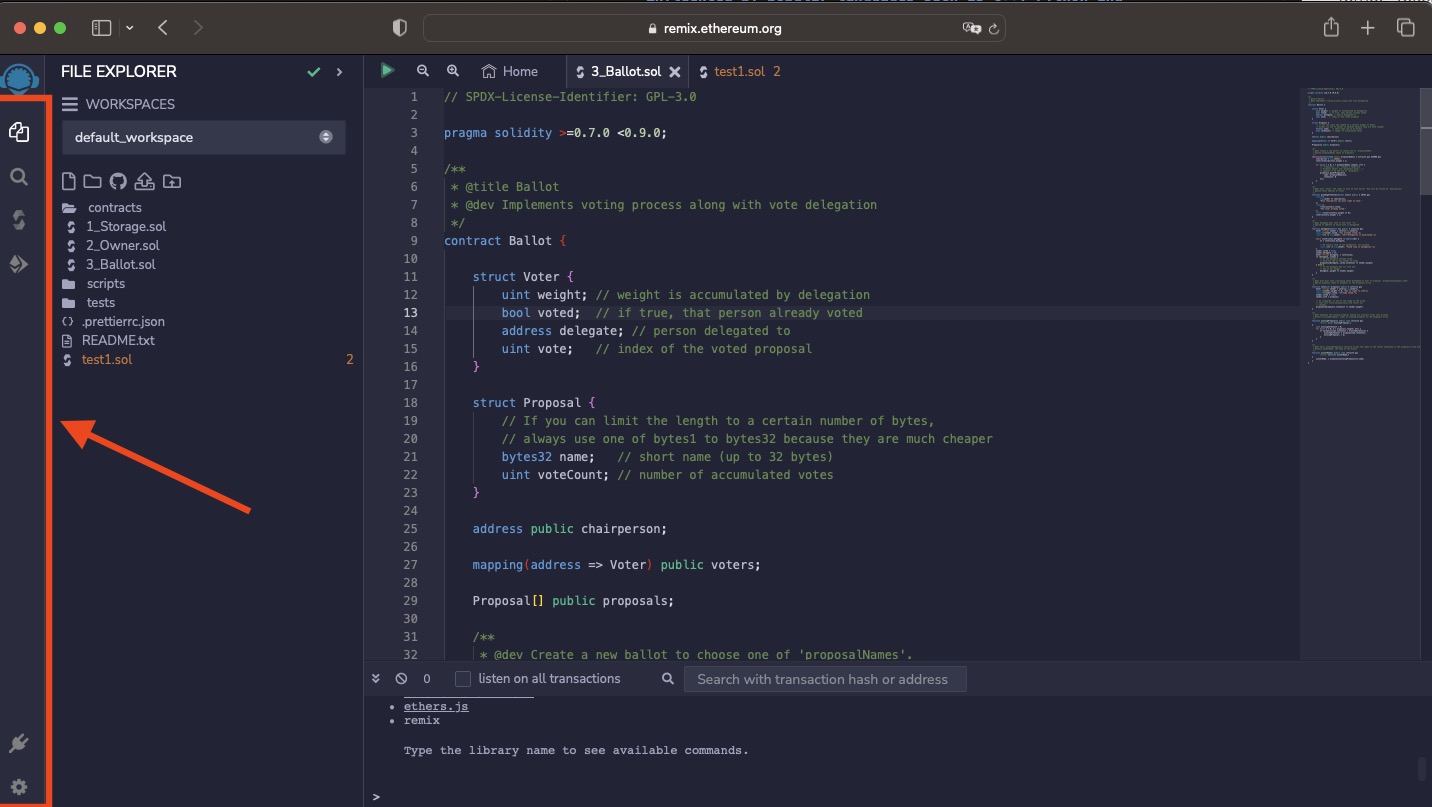 remix.ethereum.org
FILE EXPLORER
WORKSPACES
default_workspace
contracts
1_Storage.sol
2_Owner.sol
3_Ballot.sol
scripts
tests
.prettierrc.json
README.txt
test1.sol 2
Home 3_Ballot.sol test1.sol 2
1 // SPDX-License-Identifier: GPL-3.0
2
3 pragma solidity >=0.7.0 <0.9.0;
4
5 /**
6  * @title Ballot
7  * @dev Implements voting process along with vote delegation
8  */
9 contract Ballot {
10
11     struct Voter {
12         uint weight; // weight is accumulated by delegation
13         bool voted;  // if true, that person already voted
14         address delegate; // person delegated to
15         uint vote;   // index of the voted proposal
16     }
17
18     struct Proposal {
19         // If you can limit the length to a certain number of bytes,
20         // always use one of bytes1 to bytes32 because they are much cheaper
21         bytes32 name;   // short name (up to 32 bytes)
22         uint voteCount; // number of accumulated votes
23     }
24
25     address public chairperson;
26
27     mapping(address => Voter) public voters;
28
29     Proposal[] public proposals;
30
31     /**
32      * @dev Create a new ballot to choose one of 'proposalNames'.
0 listen on all transactions Search with transaction hash or address
• ethers.js
• remix
Type the library name to see available commands.
>